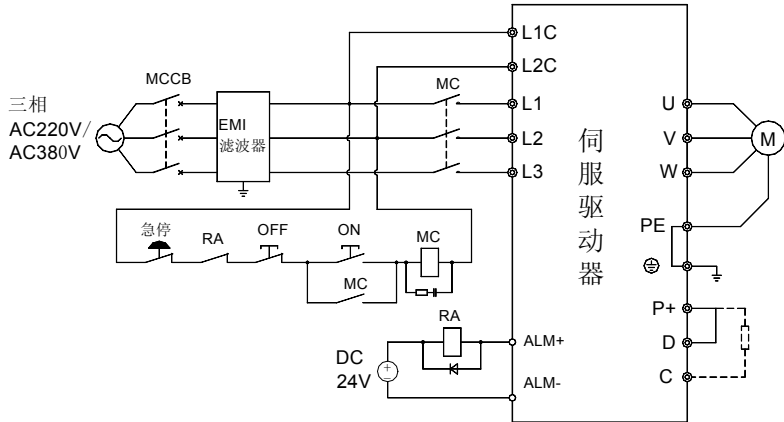 L1C
L2C
MCCB
MC
三相
AC220V/
AC380V
EMI
滤波器
L1
L2
L3
伺服驱动器
U
V
W
M
PE
急停
RA
OFF
ON
MC
MC
P+
D
C
RA
ALM+
DC
24V
ALM-